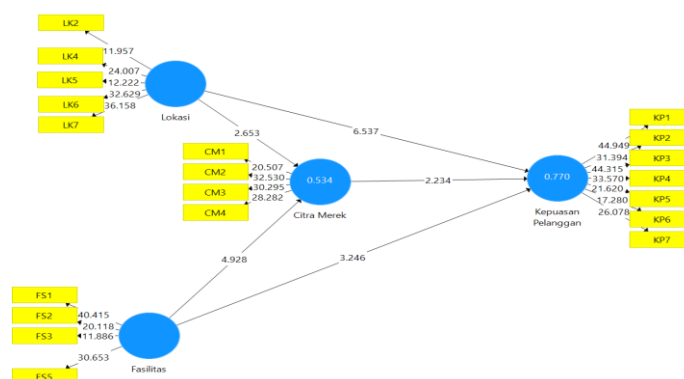 LK2
LK4
LK5
LK6
LK7
11.957
24.007
12.222
32.629
36.158
Lokasi
2.653
6.537
CM1
CM2
CM3
CM4
20.507
32.530
30.295
28.282
0.534
Citra Merek
2.234
4.928
3.246
0.770
Kepuasan
Pelanggan
44.949
31.394
44.315
33.570
21.620
17.280
26.078
KP1
KP2
KP3
KP4
KP5
KP6
KP7
FS1
FS2
FS3
FS5
40.415
20.118
11.886
30.653
Fasilitas